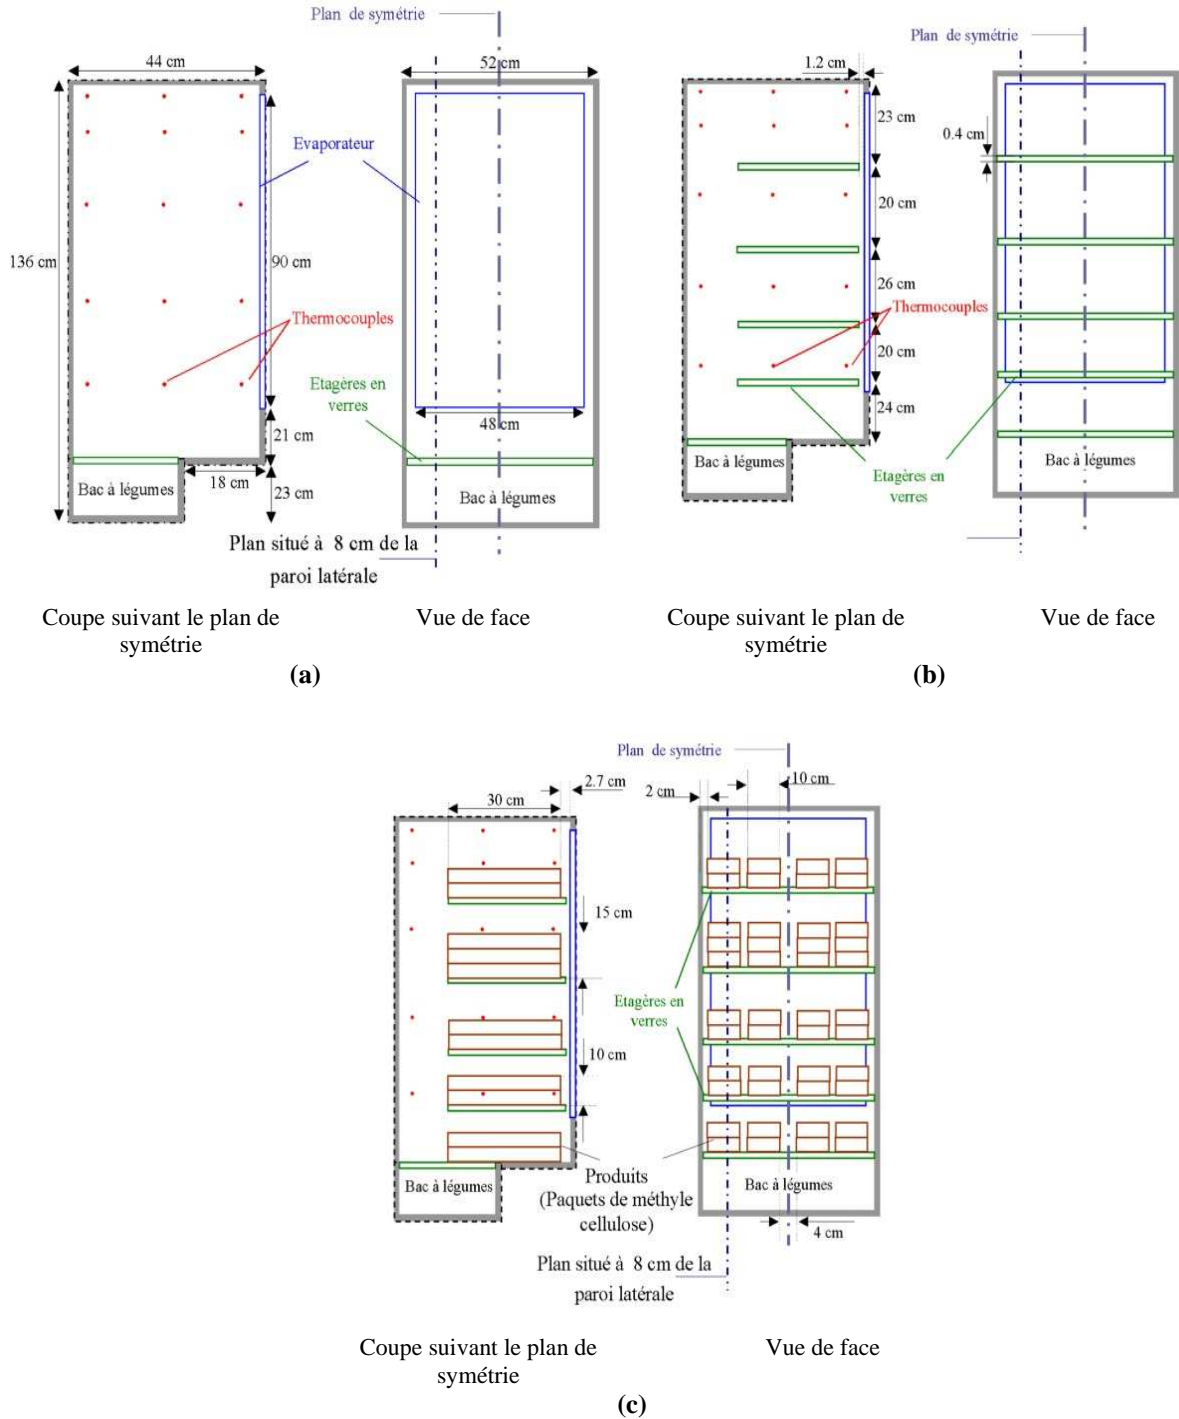 Plan de symétrie
44 cm
52 cm
Evaporateur
136 cm
90 cm
Thermocouples
Etagères en
verres
48 cm
21 cm
18 cm
23 cm
Bac à légumes
Bac à légumes
Plan situé à 8 cm de la
paroi latérale
Coupe suivant le plan de
symétrie
Vue de face
(a)
Plan de symétrie
1.2 cm
23 cm
0.4 cm
20 cm
26 cm
Thermocouples
20 cm
24 cm
Bac à légumes
Etagères en
verres
Bac à légumes
Coupe suivant le plan de
symétrie
Vue de face
(b)
Plan de symétrie
2.7 cm
10 cm
30 cm
2 cm
15 cm
Etagères en
verres
10 cm
Bac à légumes
Produits
(Paquets de méthyle
cellulose)
Bac à légumes
4 cm
Plan situé à 8 cm de la
paroi latérale
Coupe suivant le plan de
symétrie
Vue de face
(c)